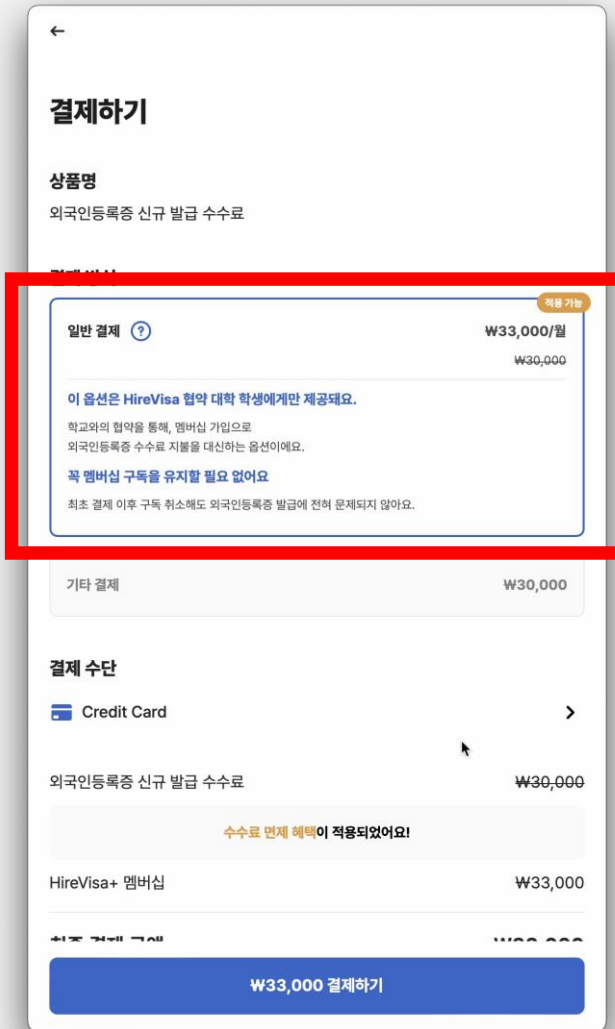 ←
결제하기
상품명
외국인등록증 신규 발급 수수료
적용 가능
일반 결제 ?
₩33,000/월
₩30,000
이 옵션은 HireVisa 협약 대학 학생에게만 제공돼요.
학교와의 협약을 통해, 멤버십 가입으로
외국인등록증 수수료 지불을 대신하는 옵션이에요.
꼭 멤버십 구독을 유지할 필요 없어요
최초 결제 이후 구독 취소해도 외국인등록증 발급에 전혀 문제되지 않아요.
기타 결제 ₩30,000
결제 수단
Credit Card
외국인등록증 신규 발급 수수료 ₩30,000
수수료 면제 혜택이 적용되었어요!
HireVisa+ 멤버십 ₩33,000
₩33,000 결제하기